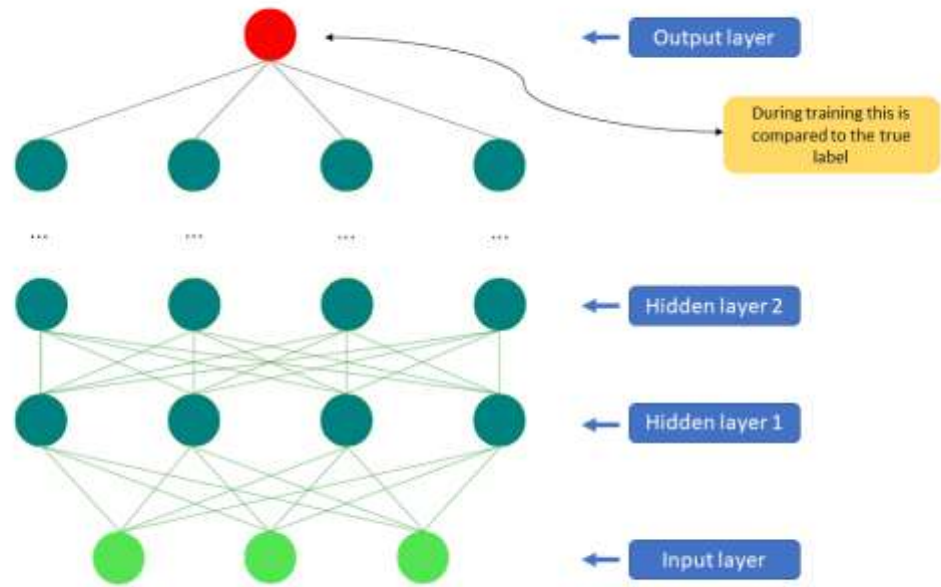 Output layer
During training this is
compared to the true
label
... ... ... ...
Hidden layer 2
Hidden layer 1
Input layer